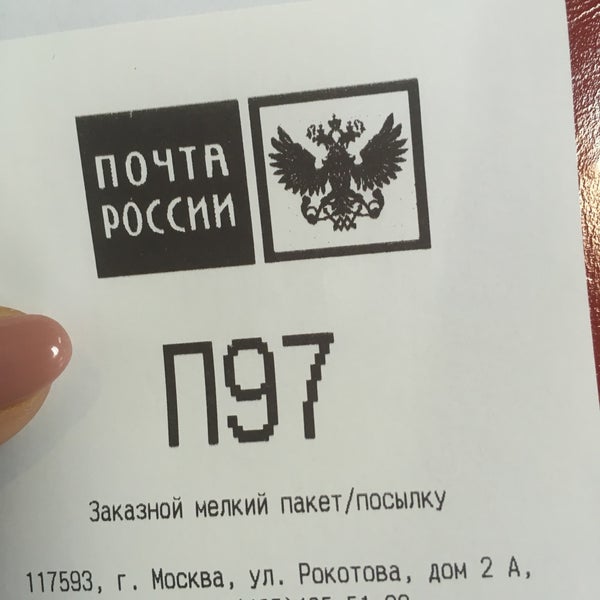 ПОЧТА
РОССИИ
П97
Заказной мелкий пакет/посылку
117593, г. Москва, ул. Рокотова, дом 2 А,